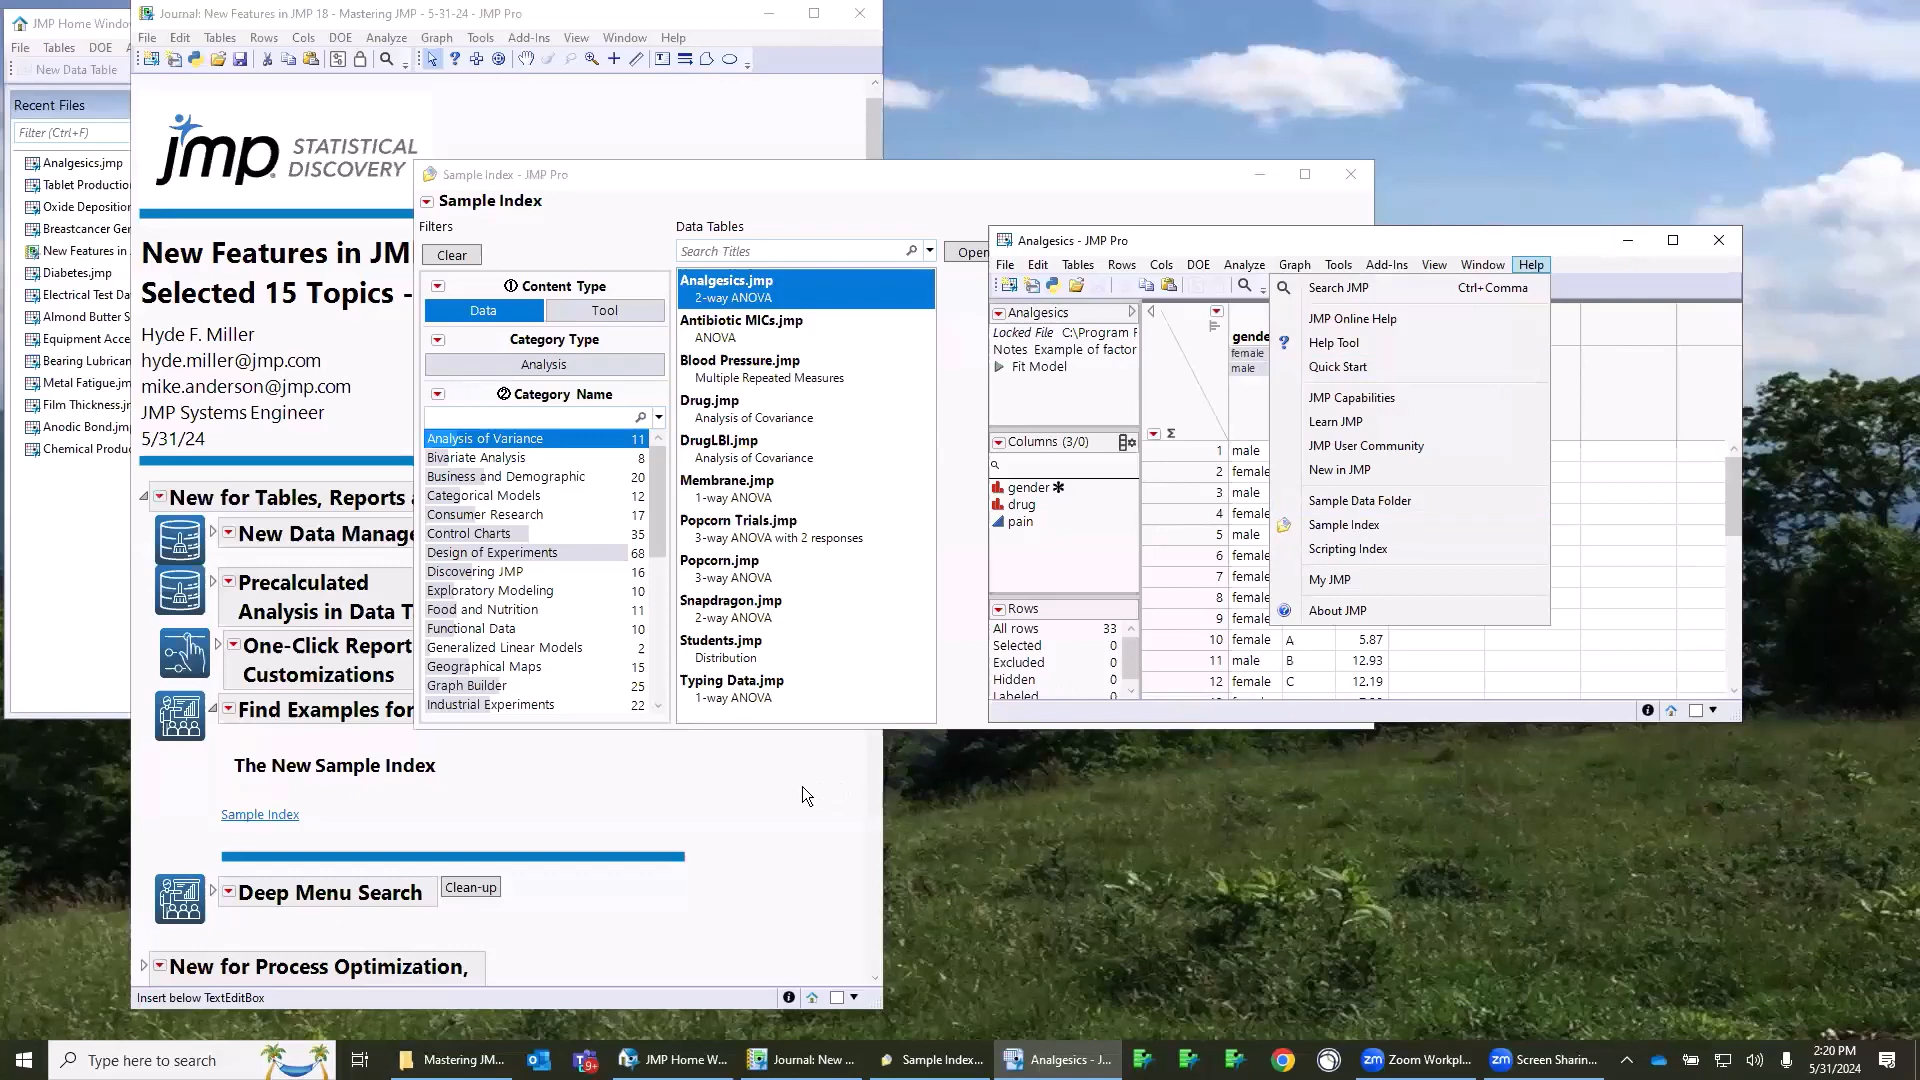 JMP Home Window
File Tables DOE
New Data Table
Recent Files
Filter (Ctrl+F)
Analgesics.jmp
Tablet Productio
Oxide Deposition
Breastcancer Ger
New Features in
Diabetes.jmp
Electrical Test Da
Almond Butter S
Equipment Acce
Bearing Lubrican
Metal Fatigue.jm
Film Thickness.jm
Anodic Bond.jmp
Chemical Produ
Journal: New Features in JMP 18 - Mastering JMP - 5-31-24 - JMP Pro
File Edit Tables Rows Cols DOE Analyze Graph Tools Add-Ins View Window Help
jmp STATISTICAL DISCOVERY
New Features in JM
Selected 15 Topics -
Hyde F. Miller
hyde.miller@jmp.com
mike.anderson@jmp.com
JMP Systems Engineer
5/31/24
New for Tables, Reports
New Data Manage
Precalculated
Analysis in Data T
One-Click Report
Customizations
Find Examples for
The New Sample Index
Sample Index
Deep Menu Search
Clean-up
New for Process Optimization,
Insert below TextEditBox
Sample Index - JMP Pro
Sample Index
Filters
Clear
① Content Type
Data Tool
Category Type
Analysis
② Category Name
Analysis of Variance 11
Bivariate Analysis 8
Business and Demographic 20
Categorical Models 12
Consumer Research 17
Control Charts 35
Design of Experiments 68
Discovering JMP 16
Exploratory Modeling 10
Food and Nutrition 11
Functional Data 10
Generalized Linear Models 2
Geographical Maps 15
Graph Builder 25
Industrial Experiments 22
Data Tables
Search Titles
Open
Analgesics.jmp
2-way ANOVA
Antibiotic MICs.jmp
ANOVA
Blood Pressure.jmp
Multiple Repeated Measures
Drug.jmp
Analysis of Covariance
DrugLBI.jmp
Analysis of Covariance
Membrane.jmp
1-way ANOVA
Popcorn Trials.jmp
3-way ANOVA with 2 responses
Popcorn.jmp
3-way ANOVA
Snapdragon.jmp
2-way ANOVA
Students.jmp
Distribution
Typing Data.jmp
1-way ANOVA
Analgesics - JMP Pro
File Edit Tables Rows Cols DOE Analyze Graph Tools Add-Ins View Window Help
Analgesics
Locked File C:\Program F
Notes Example of factor
Fit Model
Columns (3/0)
gender
drug
pain
Rows
All rows 33
Selected 0
Excluded 0
Hidden 0
Labeled 0
gende
female
male
Σ
1 male
2 female
3 male
4 female
5 male
6 female
7 female
8 female
9 female
10 female A 5.87
11 male B 12.93
12 female C 12.19
Search JMP Ctrl+Comma
JMP Online Help
Help Tool
Quick Start
JMP Capabilities
Learn JMP
JMP User Community
New in JMP
Sample Data Folder
Sample Index
Scripting Index
My JMP
About JMP
Type here to search
Mastering JM...
9+
JMP Home W...
Journal: New ...
Sample Index...
Analgesics - J...
zm Zoom Workpl...
zm Screen Sharin...
2:20 PM
5/31/2024